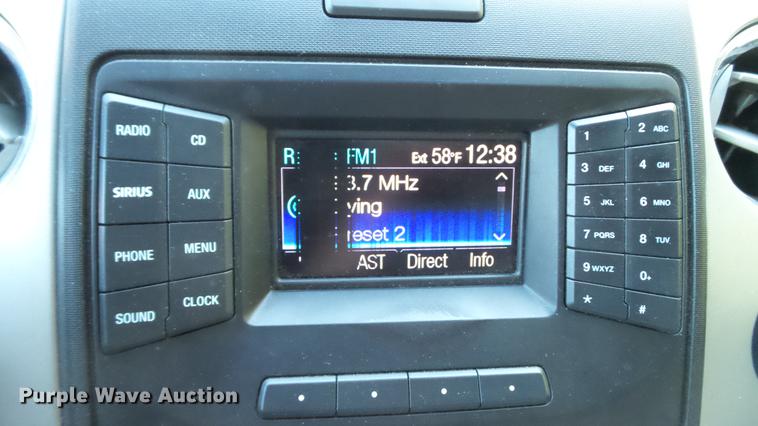 RADIO
CD
SIRIUS
AUX
PHONE
MENU
SOUND
CLOCK
FM1 Ext 58°F 12:38
.7 MHz
ying
reset 2
AST Direct Info
1
2 ABC
3 DEF
4 GHI
5 JKL
6 MNO
7 PQRS
8 TUV
9 WXYZ
0+
*
#
Purple Wave Auction®